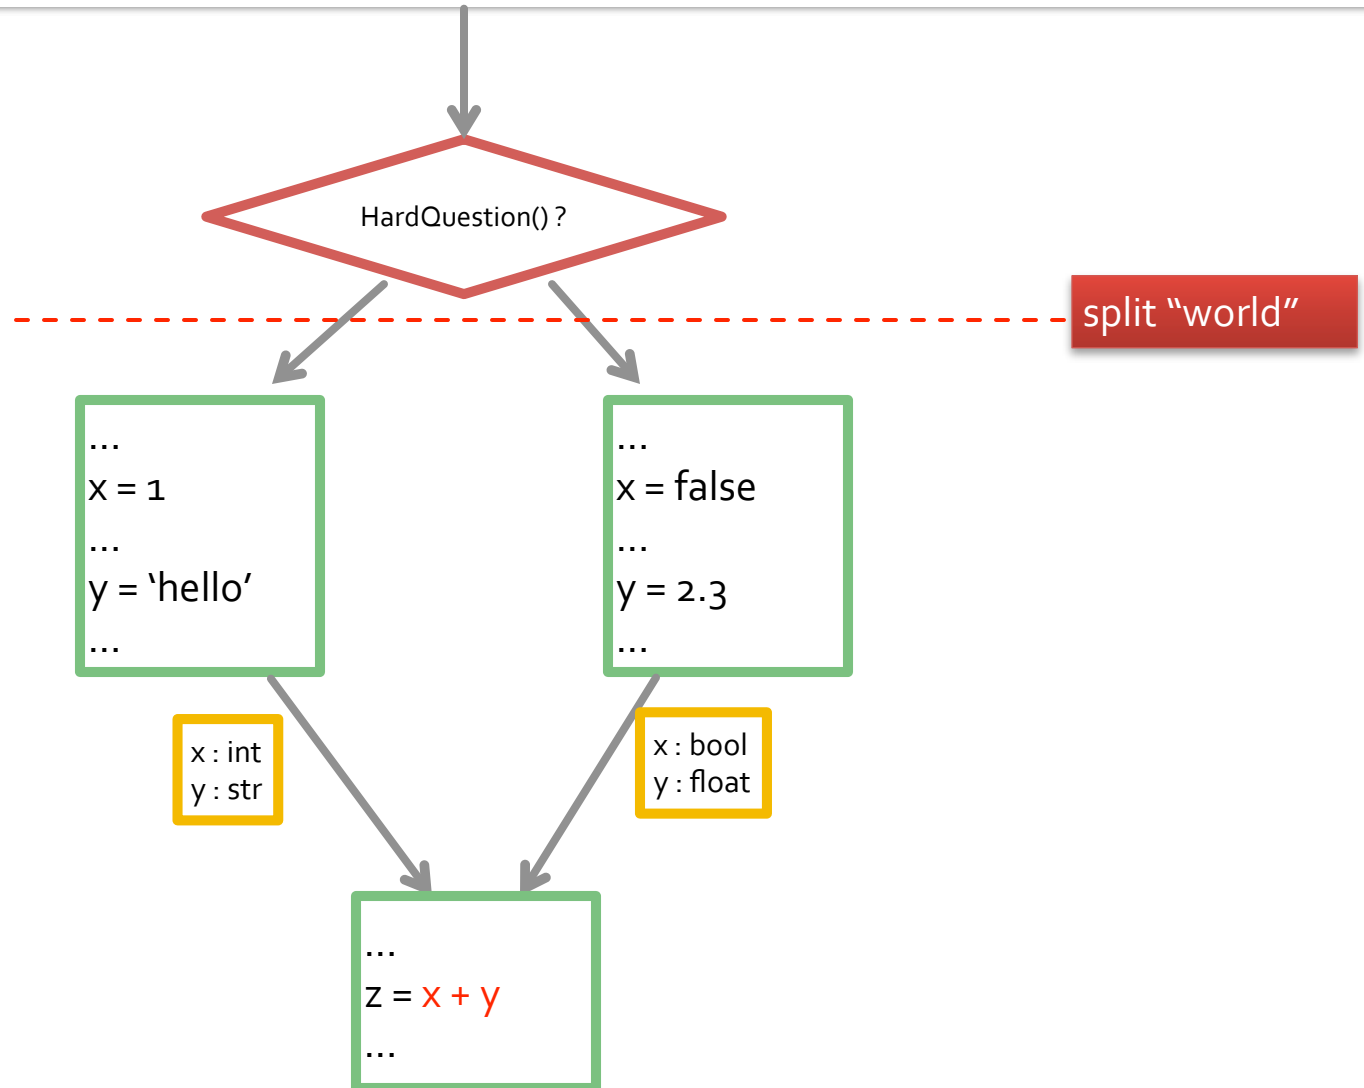 HardQuestion() ?
split “world”
...
x = 1
...
y = ‘hello’
...
...
x = false
...
y = 2.3
...
x : int
y : str
x : bool
y : float
...
z = x + y
...